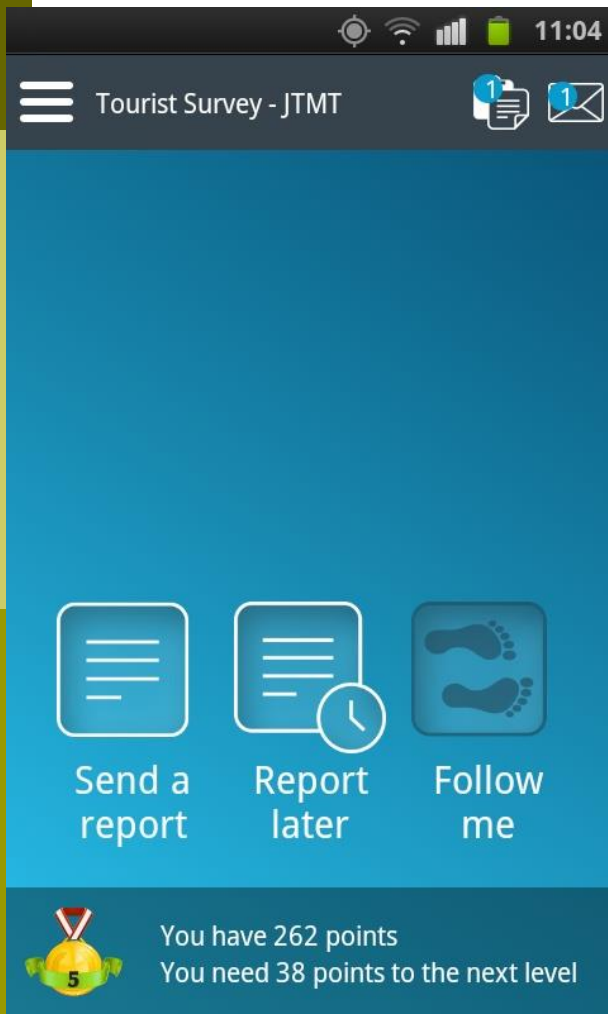 11:04
Tourist Survey - JTMT
1
1
Send a
report
Report
later
Follow
me
5
You have 262 points
You need 38 points to the next level